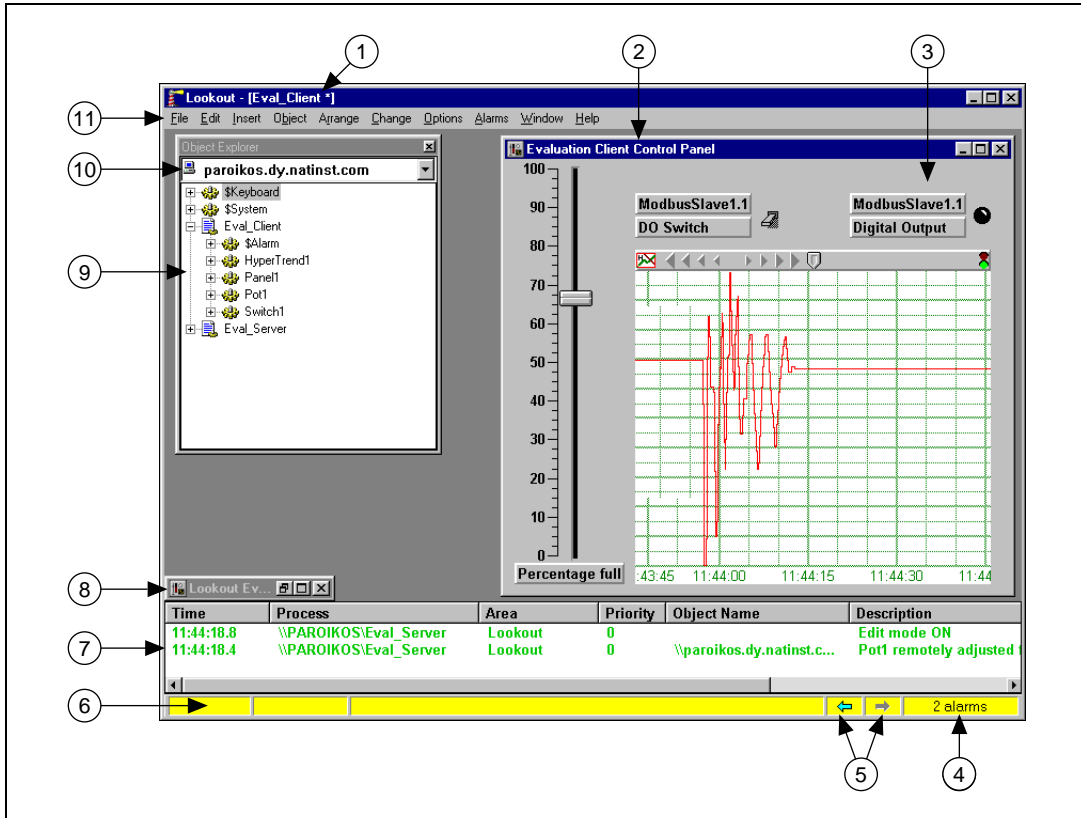 1
2
3
Lookout - [Eval_Client *]
11
File Edit Insert Object Arrange Change Options Alarms Window Help
Object Explorer
Evaluation Client Control Panel
10
paroikos.dy.natinst.com
$Keyboard
$System
Eval_Client
$Alarm
HyperTrend1
Panel1
Pot1
Switch1
Eval_Server
9
100
90
80
70
60
50
40
30
20
10
0
Percentage full
ModbusSlave1.1
DO Switch
ModbusSlave1.1
Digital Output
:43:45 11:44:00 11:44:15 11:44:30 11:44
8
Lookout Ev...
Time Process Area Priority Object Name Description
7
11:44:18.8 \\PAROIKOS\Eval_Server Lookout 0 Edit mode ON
11:44:18.4 \\PAROIKOS\Eval_Server Lookout 0 \\paroikos.dy.natinst.c... Pot1 remotely adjusted
6
2 alarms
5
4